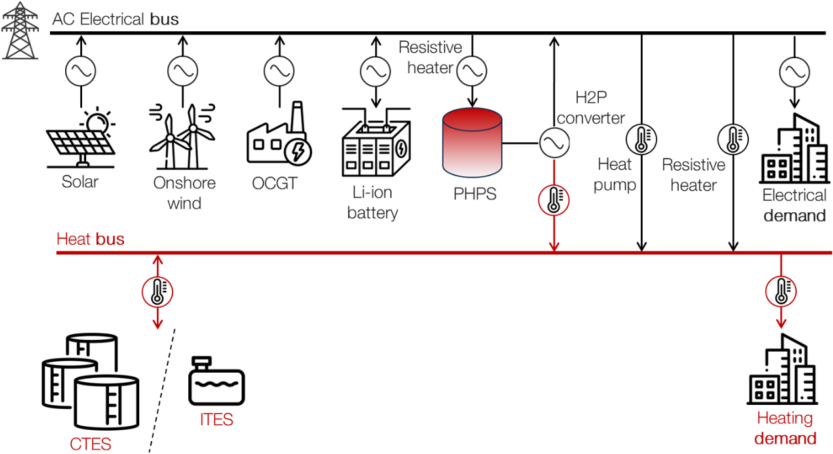 AC Electrical bus
Resistive
heater
H2P
converter
Heat
pump
Resistive
heater
Solar
Onshore
wind
OCGT
Li-ion
battery
PHPS
Electrical
demand
Heat bus
CTES
ITES
Heating
demand